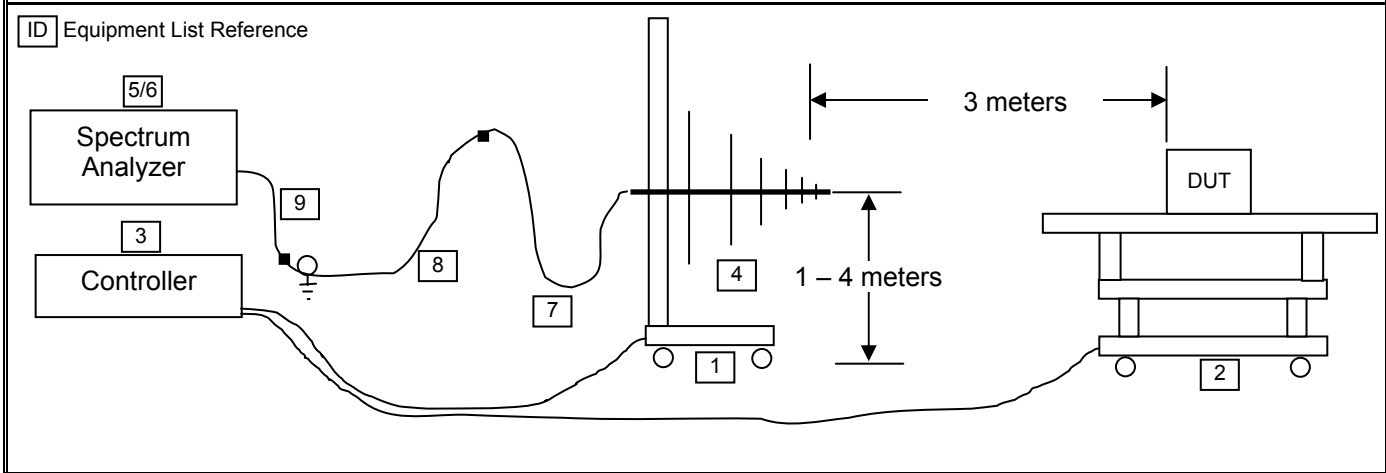 ID Equipment List Reference
5/6
Spectrum
Analyzer
9
3
Controller
8
7
4
1
3 meters
1 – 4 meters
DUT
2